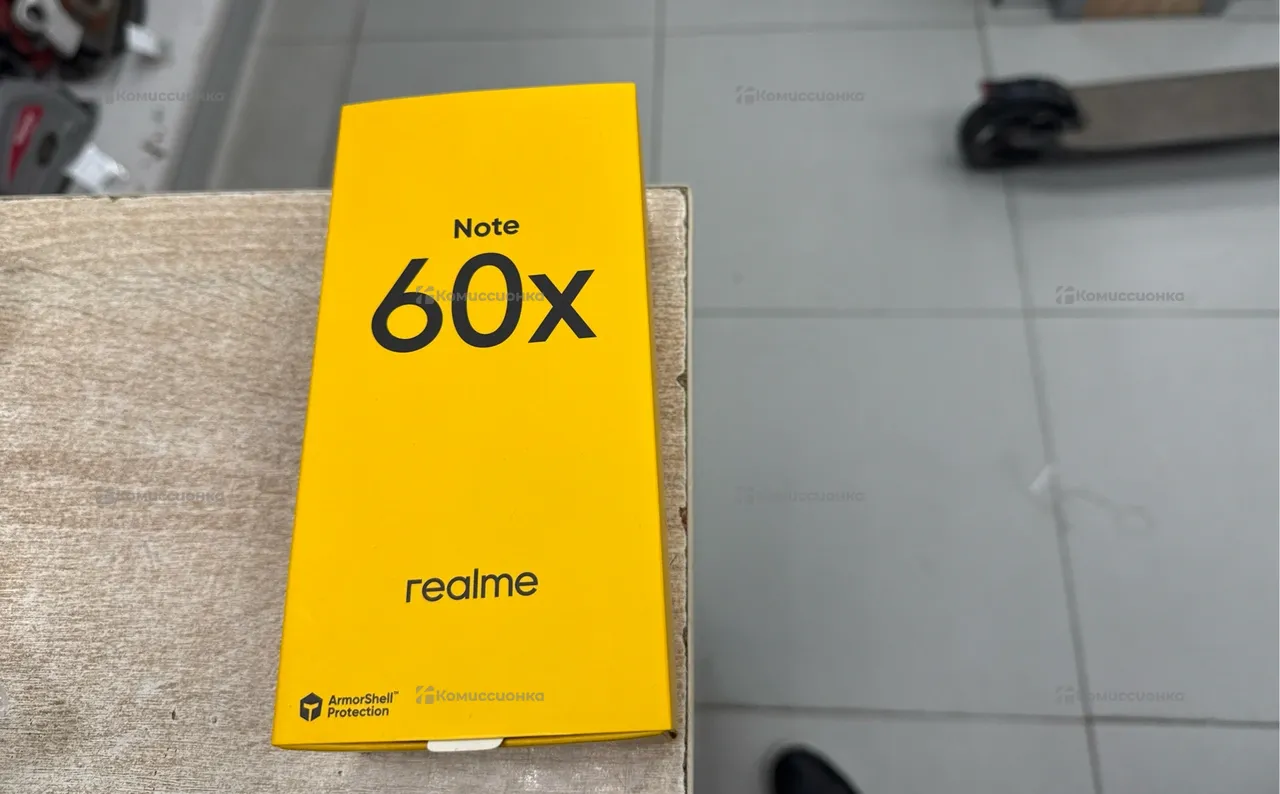 Комиссионка
Комиссионка
Note
60x
Комиссионка
Комиссионка
Комиссионка
Комиссионка
realme
ArmorShell™
Protection
Комиссионка
Комиссионка